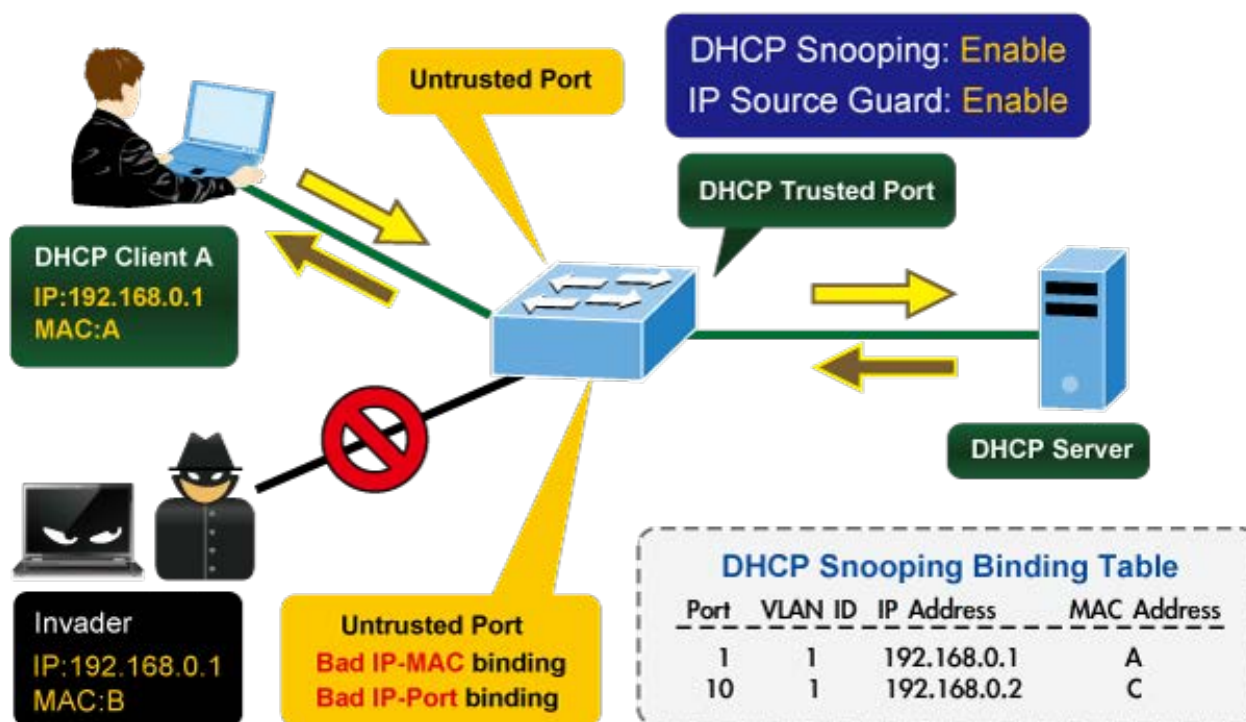 Untrusted Port
DHCP Snooping: Enable
IP Source Guard: Enable
DHCP Trusted Port
DHCP Client A
IP:192.168.0.1
MAC:A
DHCP Server
Invader
IP:192.168.0.1
MAC:B
Untrusted Port
Bad IP-MAC binding
Bad IP-Port binding
DHCP Snooping Binding Table
Port VLAN ID IP Address MAC Address
1 1 192.168.0.1 A
10 1 192.168.0.2 C